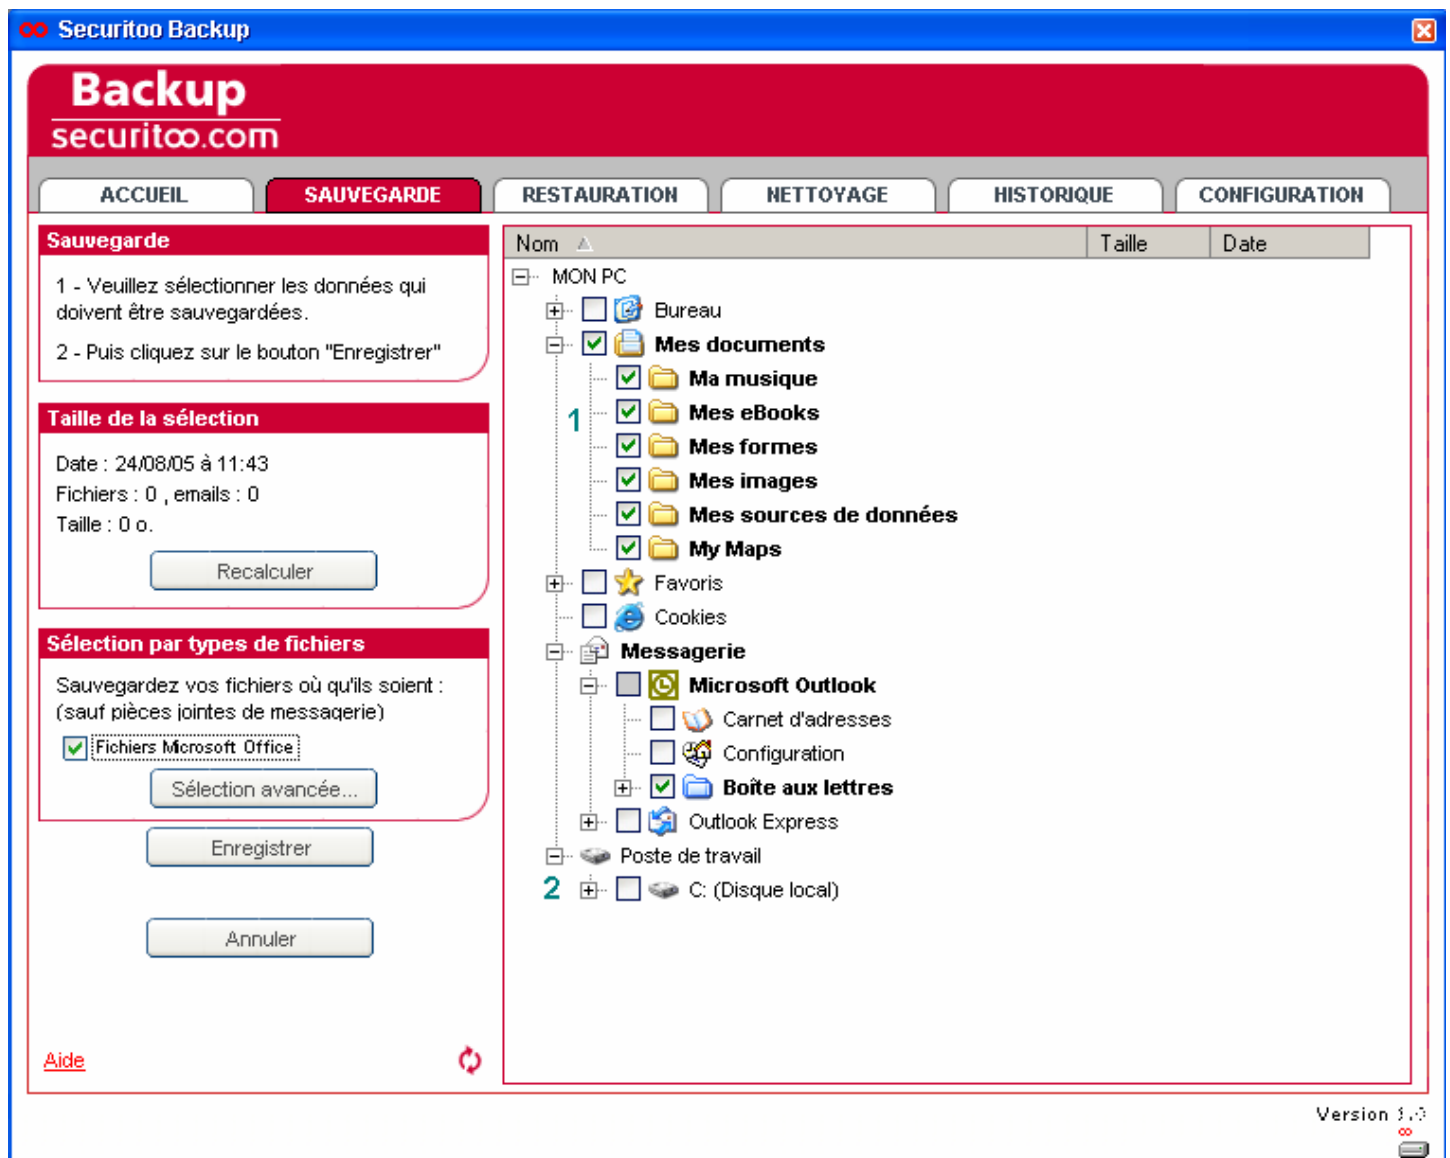 Securitoo Backup
Backup
securitoo.com
ACCUEIL
SAUVEGARDE
RESTAURATION
NETTOYAGE
HISTORIQUE
CONFIGURATION
Sauvegarde
1 - Veuillez sélectionner les données qui
doivent être sauvegardées.
2 - Puis cliquez sur le bouton "Enregistrer"
Taille de la sélection
Date : 24/08/05 à 11:43
Fichiers : 0 , emails : 0
Taille : 0 o.
Recalculer
Sélection par types de fichiers
Sauvegardez vos fichiers où qu'ils soient :
(sauf pièces jointes de messagerie)
Fichiers Microsoft Office
Sélection avancée...
Enregistrer
Annuler
Aide
Nom Taille Date
MON PC
Bureau
Mes documents
Ma musique
1
Mes eBooks
Mes formes
Mes images
Mes sources de données
My Maps
Favoris
Cookies
Messagerie
Microsoft Outlook
Carnet d'adresses
Configuration
Boîte aux lettres
Outlook Express
Poste de travail
2 C: (Disque local)
Version